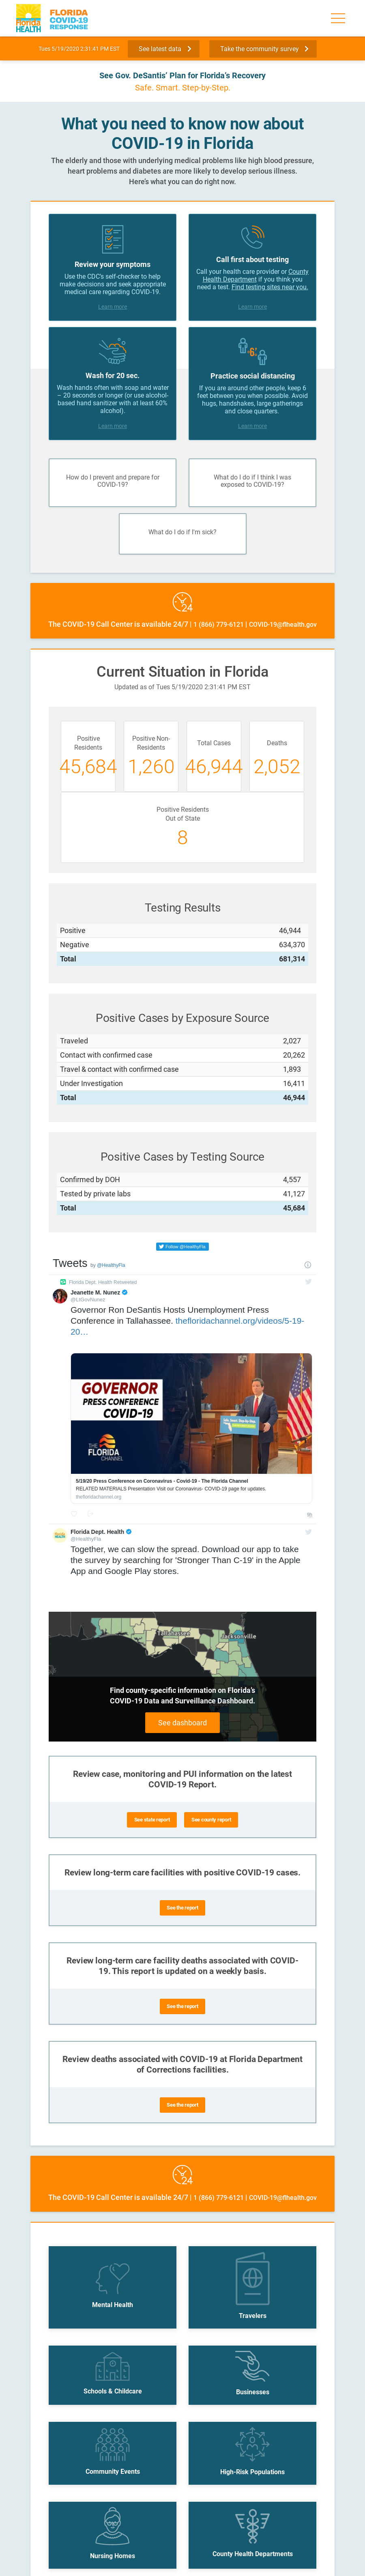 Florida
HEALTH
FLORIDA
COVID-19
RESPONSE
Tues 5/19/2020 2:31:41 PM EST
See latest data
Take the community survey
See Gov. DeSantis' Plan for Florida's Recovery
Safe. Smart. Step-by-Step.
What you need to know now about
COVID-19 in Florida
The elderly and those with underlying medical problems like high blood pressure,
heart problems and diabetes are more likely to develop serious illness.
Here's what you can do right now.
Review your symptoms
Use the CDC's self-checker to help
make decisions and seek appropriate
medical care regarding COVID-19.
Learn more
Call first about testing
Call your health care provider or County
Health Department if you think you
need a test. Find testing sites near you.
Learn more
Wash for 20 sec.
Wash hands often with soap and water
– 20 seconds or longer (or use alcohol-
based hand sanitizer with at least 60%
alcohol).
Learn more
6'
Practice social distancing
If you are around other people, keep 6
feet between you when possible. Avoid
hugs, handshakes, large gatherings
and close quarters.
Learn more
How do I prevent and prepare for
COVID-19?
What do I do if I think I was
exposed to COVID-19?
What do I do if I'm sick?
24
The COVID-19 Call Center is available 24/7 | 1 (866) 779-6121 | COVID-19@flhealth.gov
Current Situation in Florida
Updated as of Tues 5/19/2020 2:31:41 PM EST
Positive
Residents
45,684
Positive Non-
Residents
1,260
Total Cases
46,944
Deaths
2,052
Positive Residents
Out of State
8
Testing Results
Positive 46,944
Negative 634,370
Total 681,314
Positive Cases by Exposure Source
Traveled 2,027
Contact with confirmed case 20,262
Travel & contact with confirmed case 1,893
Under Investigation 16,411
Total 46,944
Positive Cases by Testing Source
Confirmed by DOH 4,557
Tested by private labs 41,127
Total 45,684
Follow @HealthyFla
Tweets by @HealthyFla
Florida Dept. Health Retweeted
Jeanette M. Nunez
@LtGovNunez
Governor Ron DeSantis Hosts Unemployment Press
Conference in Tallahassee. thefloridachannel.org/videos/5-19-
20…
GOVERNOR
PRESS CONFERENCE
COVID-19
THE
FLORIDA
CHANNEL
5/19/20 Press Conference on Coronavirus - Covid-19 - The Florida Channel
RELATED MATERIALS Presentation Visit our Coronavirus: COVID-19 page for updates.
thefloridachannel.org
Florida Dept. Health
@HealthyFla
Together, we can slow the spread. Download our app to take
the survey by searching for 'Stronger Than C-19' in the Apple
App and Google Play stores.
Tallahassee
Jacksonville
Find county-specific information on Florida's
COVID-19 Data and Surveillance Dashboard.
See dashboard
Review case, monitoring and PUI information on the latest
COVID-19 Report.
See state report
See county report
Review long-term care facilities with positive COVID-19 cases.
See the report
Review long-term care facility deaths associated with COVID-
19. This report is updated on a weekly basis.
See the report
Review deaths associated with COVID-19 at Florida Department
of Corrections facilities.
See the report
24
The COVID-19 Call Center is available 24/7 | 1 (866) 779-6121 | COVID-19@flhealth.gov
Mental Health
Travelers
Schools & Childcare
Businesses
Community Events
High-Risk Populations
Nursing Homes
County Health Departments